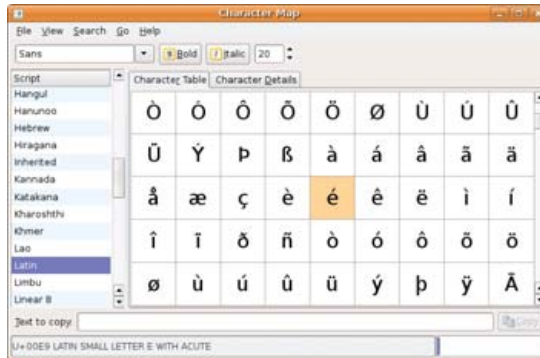 Character Map
File View Search Go Help
Sans Bold Italic 20
Script Character Table Character Details
Hangul
Hanunoo
Hebrew
Hiragana
Inherited
Kannada
Katakana
Kharoshthi
Khmer
Lao
Latin
Limbu
Linear B
Ò Ó Ô Õ Ö Ø Ù Ú Û
Ü Ý Þ ß à á â ã ä
å æ ç è é ê ë ì í
î ï ð ñ ò ó ô õ ö
ø ù ú û ü ý þ ÿ Ā
Text to copy: Copy
U+00E9 LATIN SMALL LETTER E WITH ACUTE